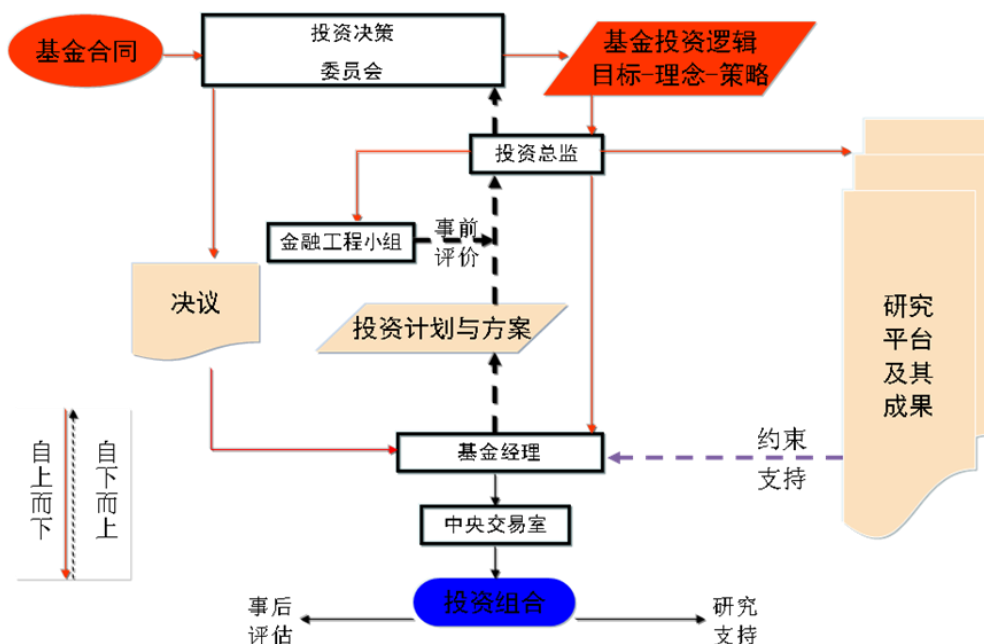 基金合同
投资决策
委员会
基金投资逻辑
目标-理念-策略
投资总监
金融工程小组
事前
评价
决议
投资计划与方案
研究
平台
及其
成果
自上而下
自下而上
基金经理
约束
支持
中央交易室
投资组合
事后
评估
研究
支持